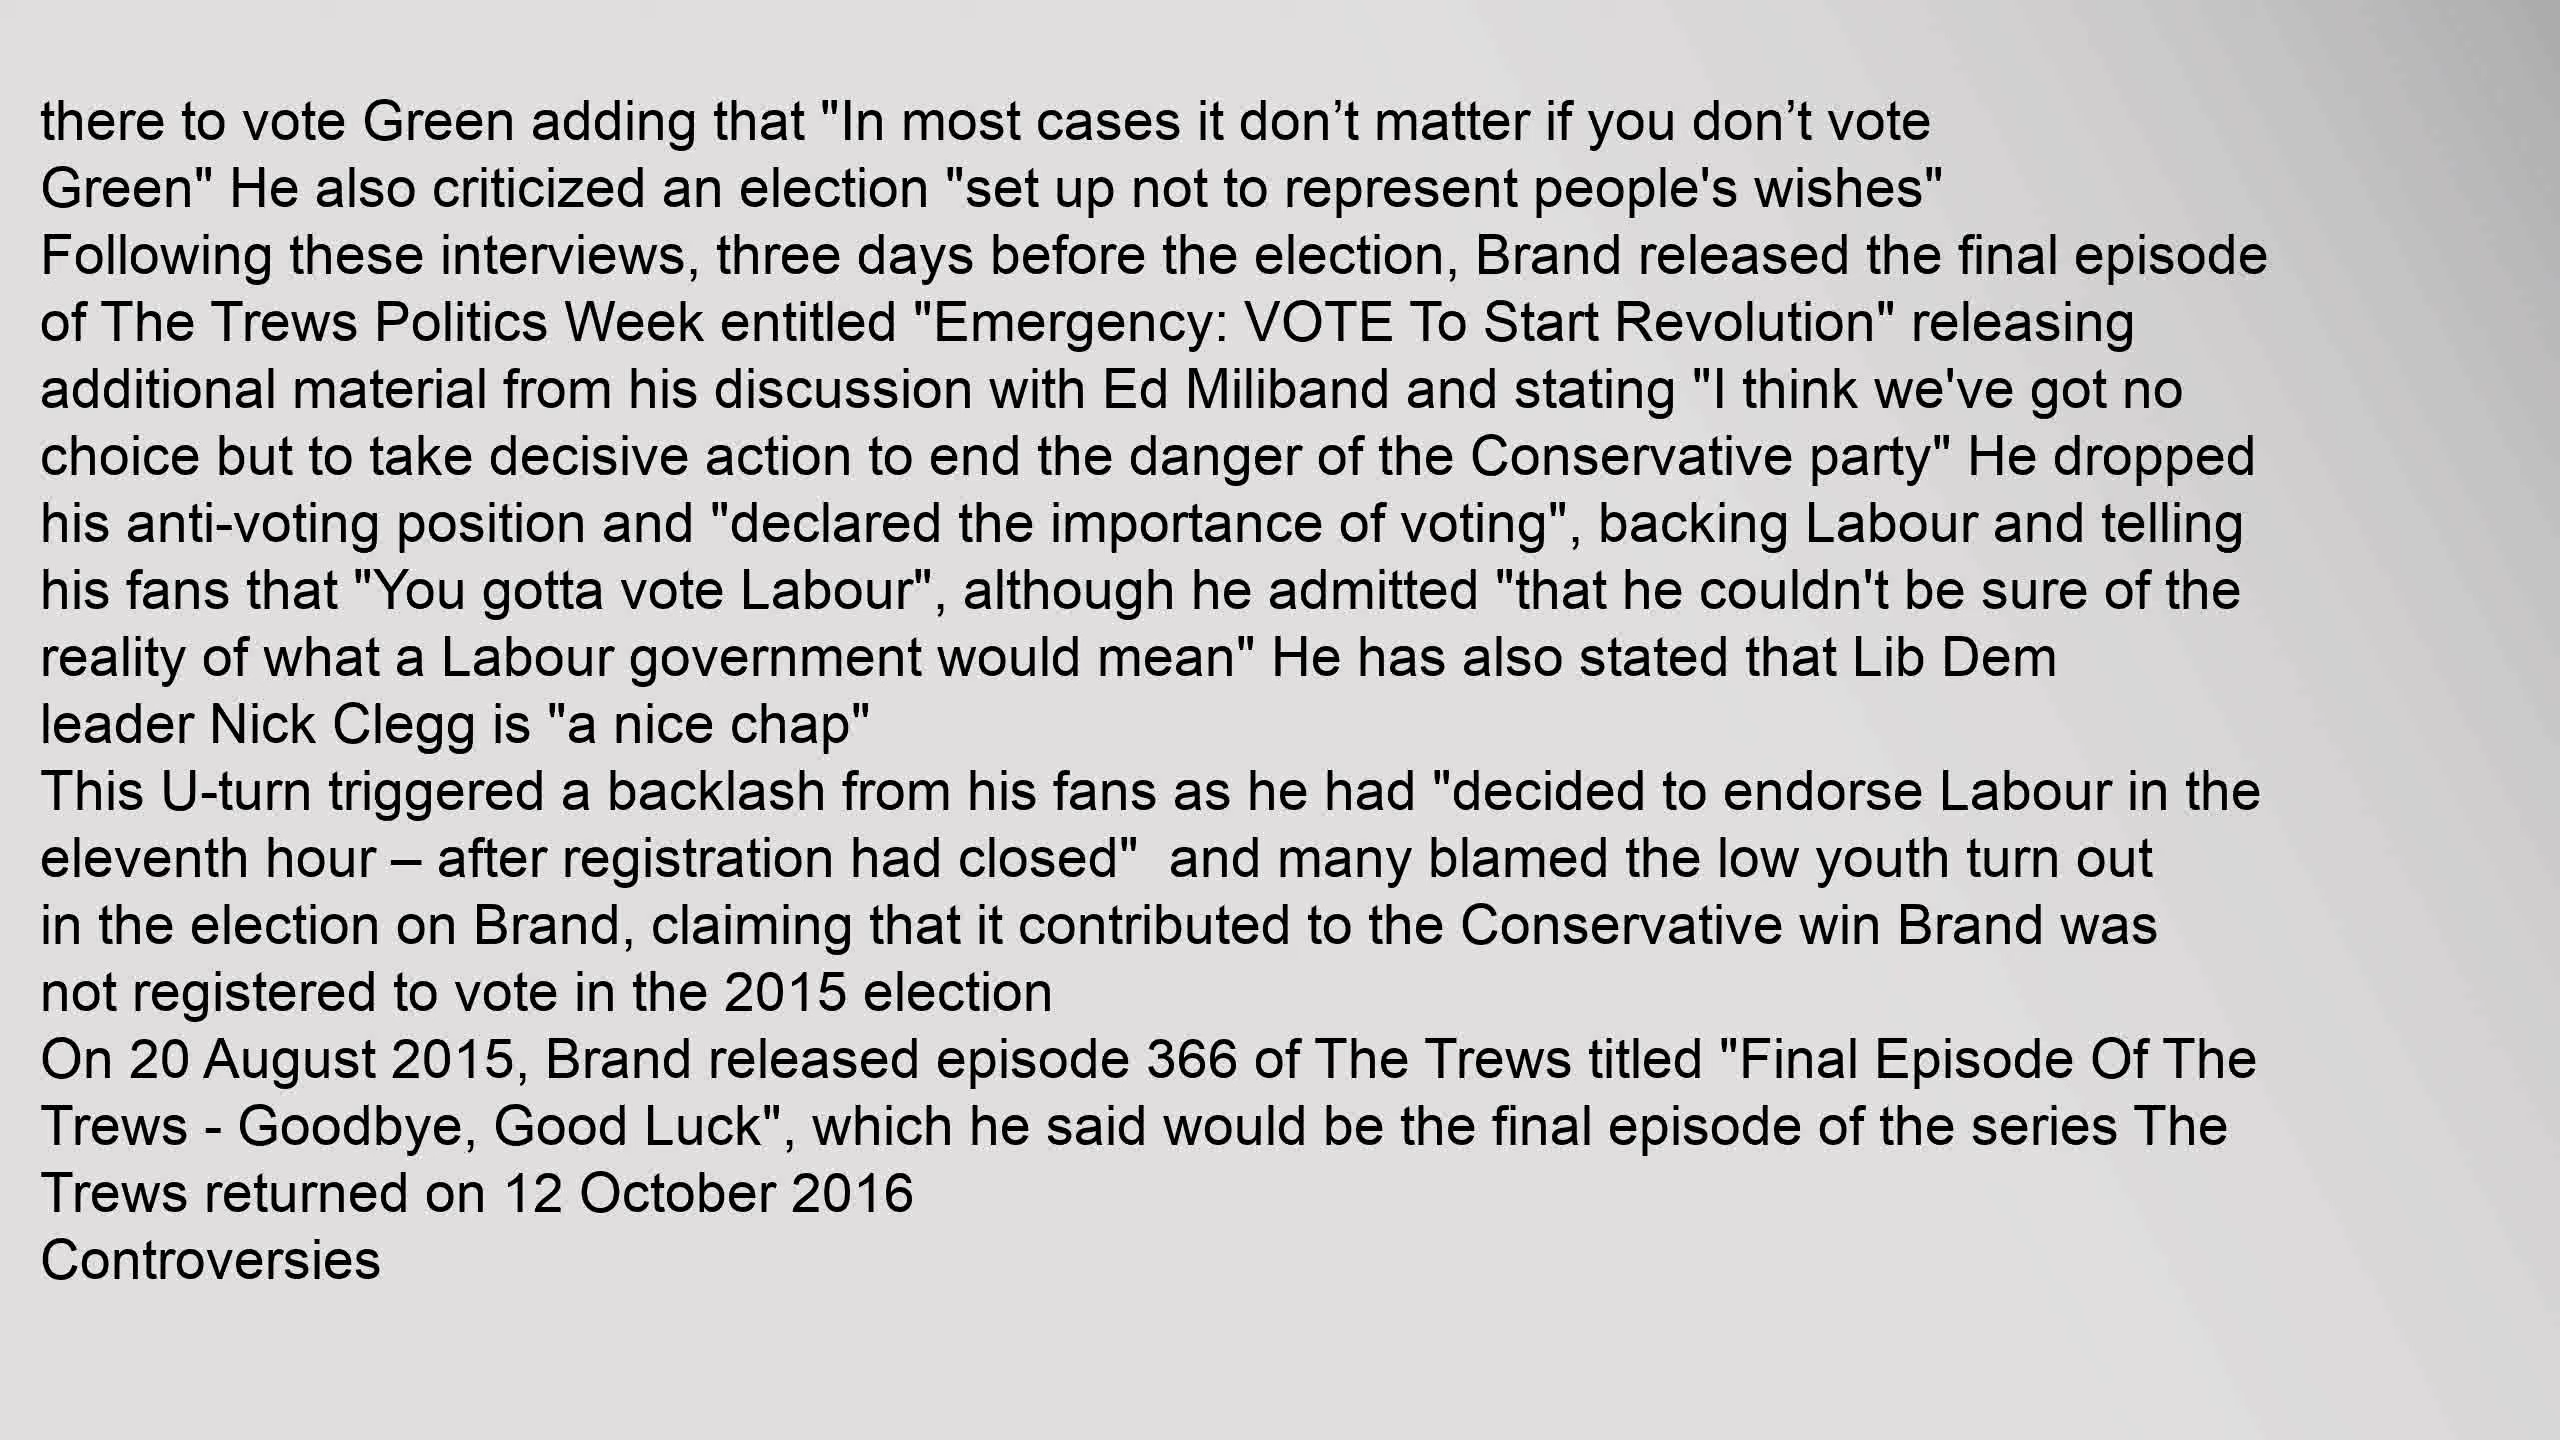 there to vote Green adding that "In most cases it don’t matter if you don’t vote
Green" He also criticized an election "set up not to represent people's wishes"
Following these interviews, three days before the election, Brand released the final episode
of The Trews Politics Week entitled "Emergency: VOTE To Start Revolution" releasing
additional material from his discussion with Ed Miliband and stating "I think we've got no
choice but to take decisive action to end the danger of the Conservative party" He dropped
his anti-voting position and "declared the importance of voting", backing Labour and telling
his fans that "You gotta vote Labour", although he admitted "that he couldn't be sure of the
reality of what a Labour government would mean" He has also stated that Lib Dem
leader Nick Clegg is "a nice chap"
This U-turn triggered a backlash from his fans as he had "decided to endorse Labour in the
eleventh hour – after registration had closed"  and many blamed the low youth turn out
in the election on Brand, claiming that it contributed to the Conservative win Brand was
not registered to vote in the 2015 election
On 20 August 2015, Brand released episode 366 of The Trews titled "Final Episode Of The
Trews - Goodbye, Good Luck", which he said would be the final episode of the series The
Trews returned on 12 October 2016
Controversies